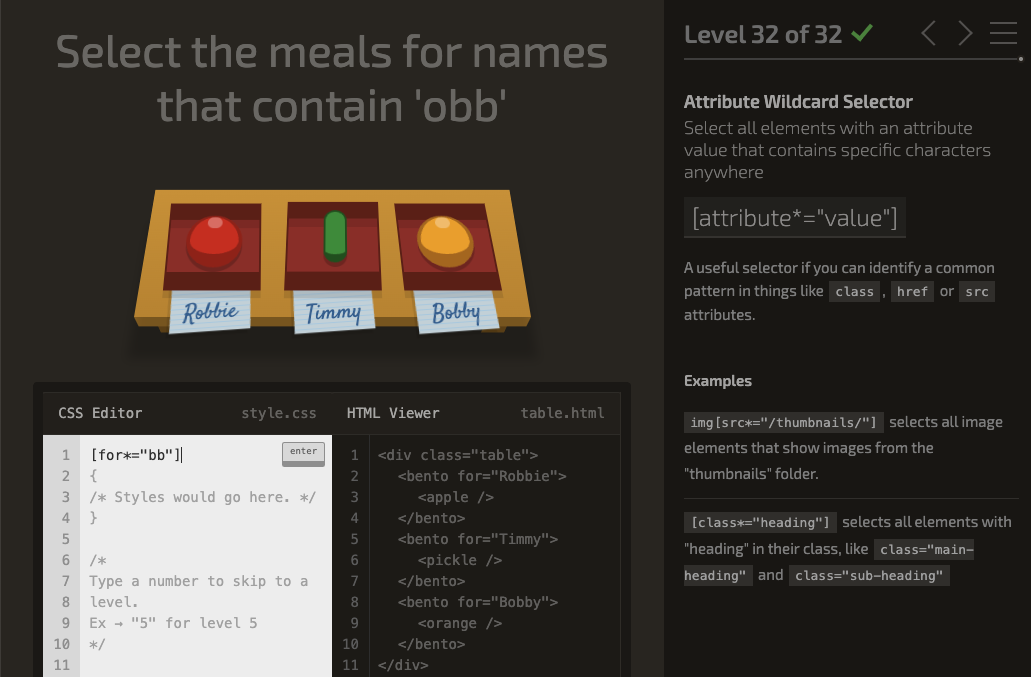 Select the meals for names
that contain 'obb'
Robbie
Timmy
Bobby
CSS Editor
style.css
1 [for*="bb"]
enter
2 {
3 /* Styles would go here. */
4 }
5
6 /*
7 Type a number to skip to a
8 level.
9 Ex → "5" for level 5
10 */
11
HTML Viewer
table.html
1 <div class="table">
2 <bento for="Robbie">
3 <apple />
4 </bento>
5 <bento for="Timmy">
6 <pickle />
7 </bento>
8 <bento for="Bobby">
9 <orange />
10 </bento>
11 </div>
Level 32 of 32
Attribute Wildcard Selector
Select all elements with an attribute
value that contains specific characters
anywhere
[attribute*="value"]
A useful selector if you can identify a common
pattern in things like class, href or src
attributes.
Examples
img[src*="/thumbnails/"] selects all image
elements that show images from the
"thumbnails" folder.
[class*="heading"] selects all elements with
"heading" in their class, like class="main-
heading" and class="sub-heading"